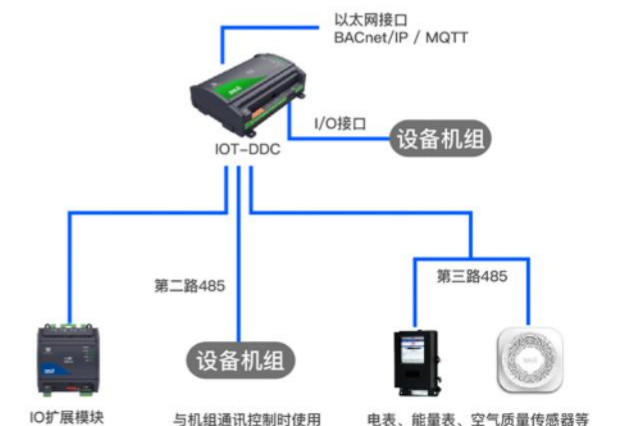 以太网接口
BACnet/IP / MQTT
I/O接口
设备机组
IOT-DDC
第二路485
第三路485
设备机组
IO扩展模块
与机组通讯控制时使用
电表、能量表、空气质量传感器等